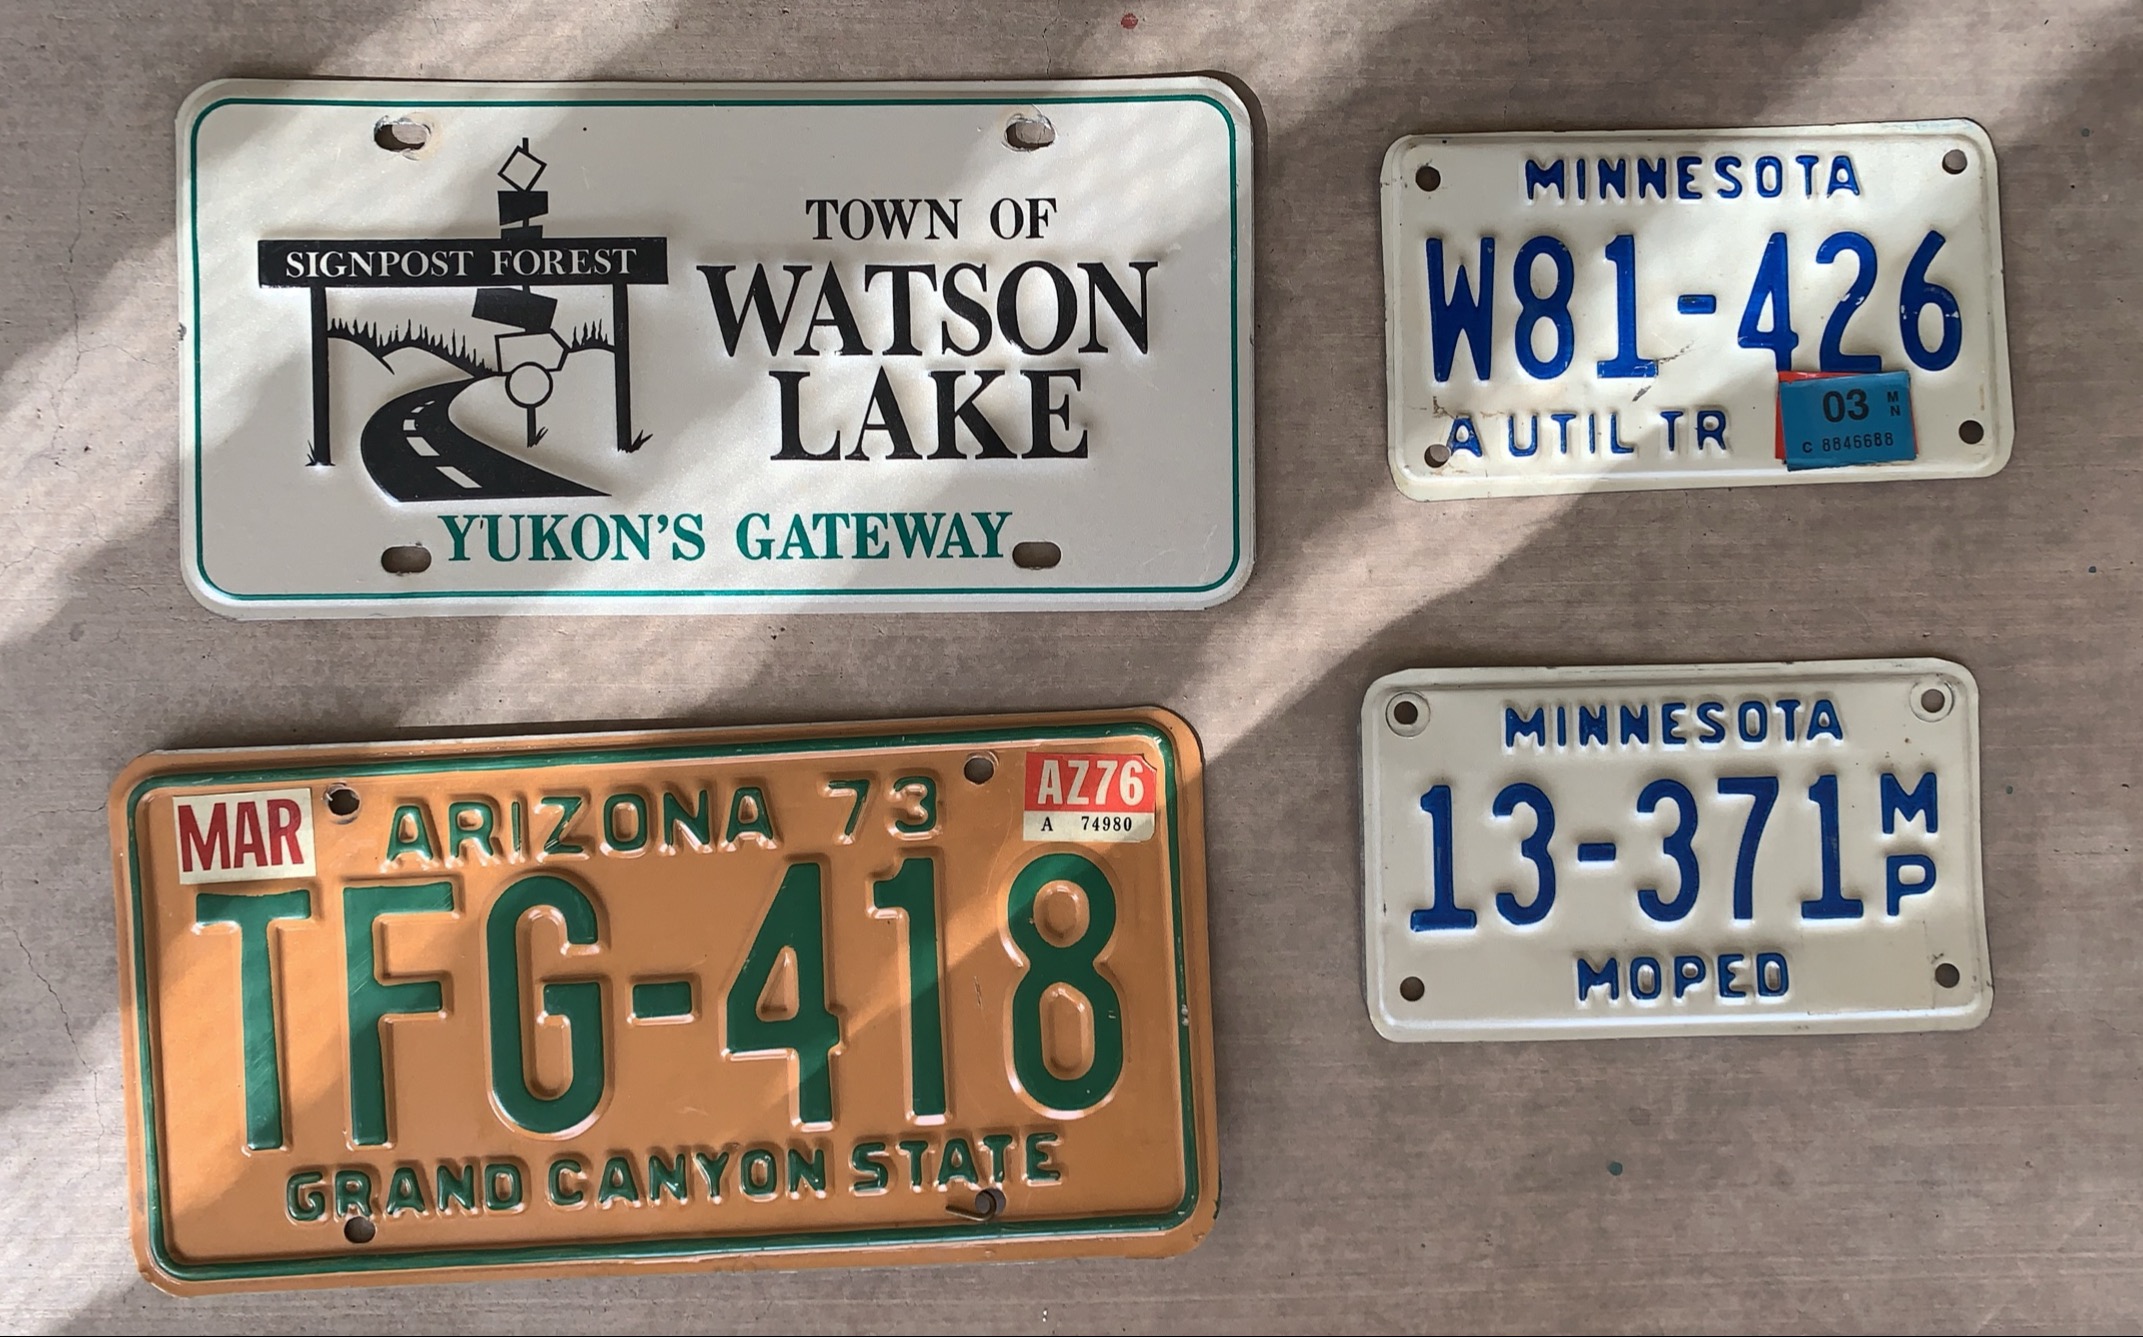 SIGNPOST FOREST
TOWN OF
WATSON
LAKE
YUKON'S GATEWAY
MINNESOTA
W81-426
A UTIL TR
03 MN
C 8846688
MAR
ARIZONA 73
AZ76
A 74980
TFG-418
GRAND CANYON STATE
MINNESOTA
13-371 MP
MOPED